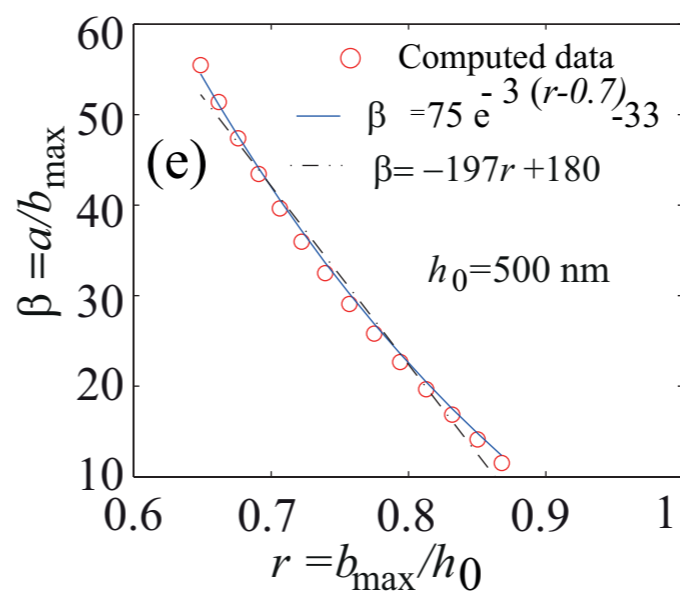 60
50
40
30
20
10
β =a/b_max
(e)
Computed data
β =75 e^- 3 (r-0.7)-33
β= −197r +180
h_0=500 nm
0.6 0.7 0.8 0.9 1
r =b_max/h_0